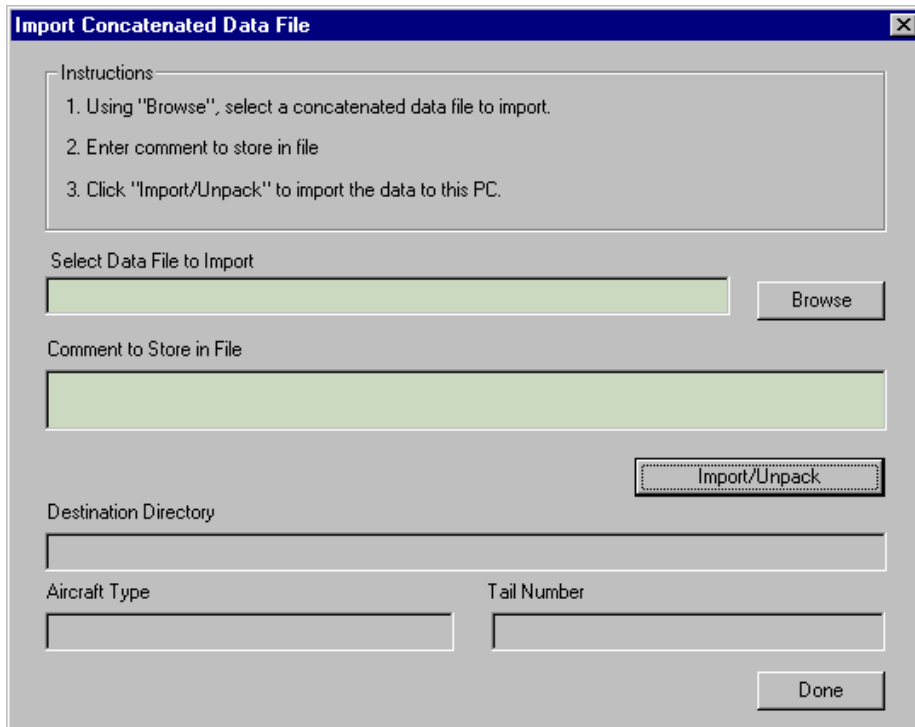 Import Concatenated Data File
Instructions
1. Using "Browse", select a concatenated data file to import.
2. Enter comment to store in file
3. Click "Import/Unpack" to import the data to this PC.
Select Data File to Import
Browse
Comment to Store in File
Import/Unpack
Destination Directory
Aircraft Type Tail Number
Done